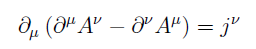 ∂_μ (∂^μ A^ν − ∂^ν A^μ) = j^ν